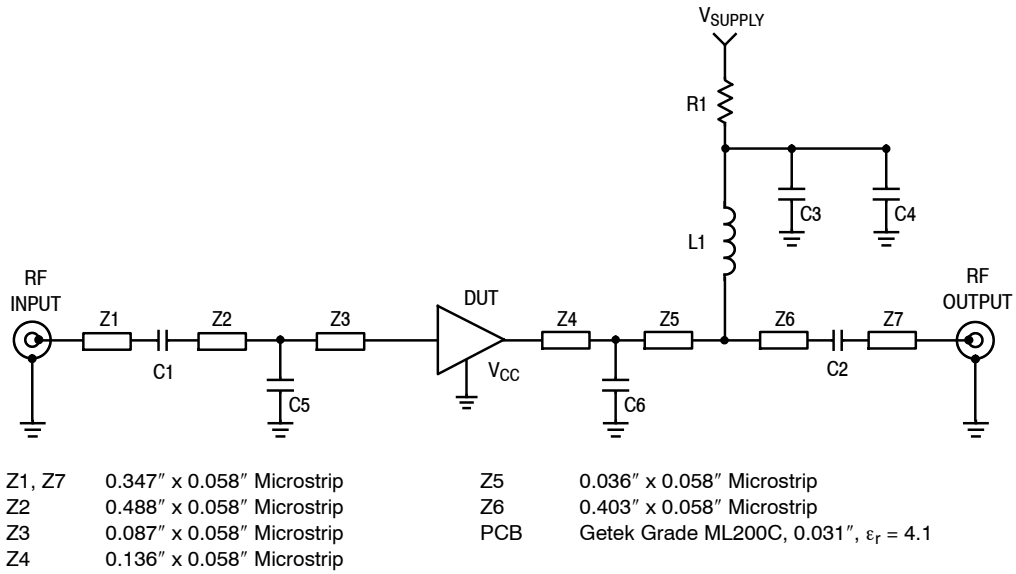 V_SUPPLY
R1
C3
C4
L1
RF
INPUT
RF
OUTPUT
Z1
Z2
Z3
DUT
Z4
Z5
Z6
Z7
C1
C5
V_CC
C6
C2
Z1, Z7 0.347″ x 0.058″ Microstrip
Z2 0.488″ x 0.058″ Microstrip
Z3 0.087″ x 0.058″ Microstrip
Z4 0.136″ x 0.058″ Microstrip
Z5 0.036″ x 0.058″ Microstrip
Z6 0.403″ x 0.058″ Microstrip
PCB Getek Grade ML200C, 0.031″, ε_r = 4.1